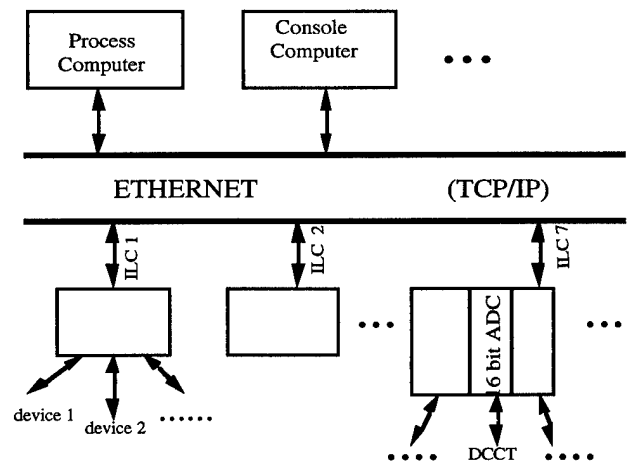 Process
Computer
Console
Computer
ETHERNET (TCP/IP)
ILC 1
ILC 2
ILC 7
16 bit ADC
device 1
device 2
DCCT